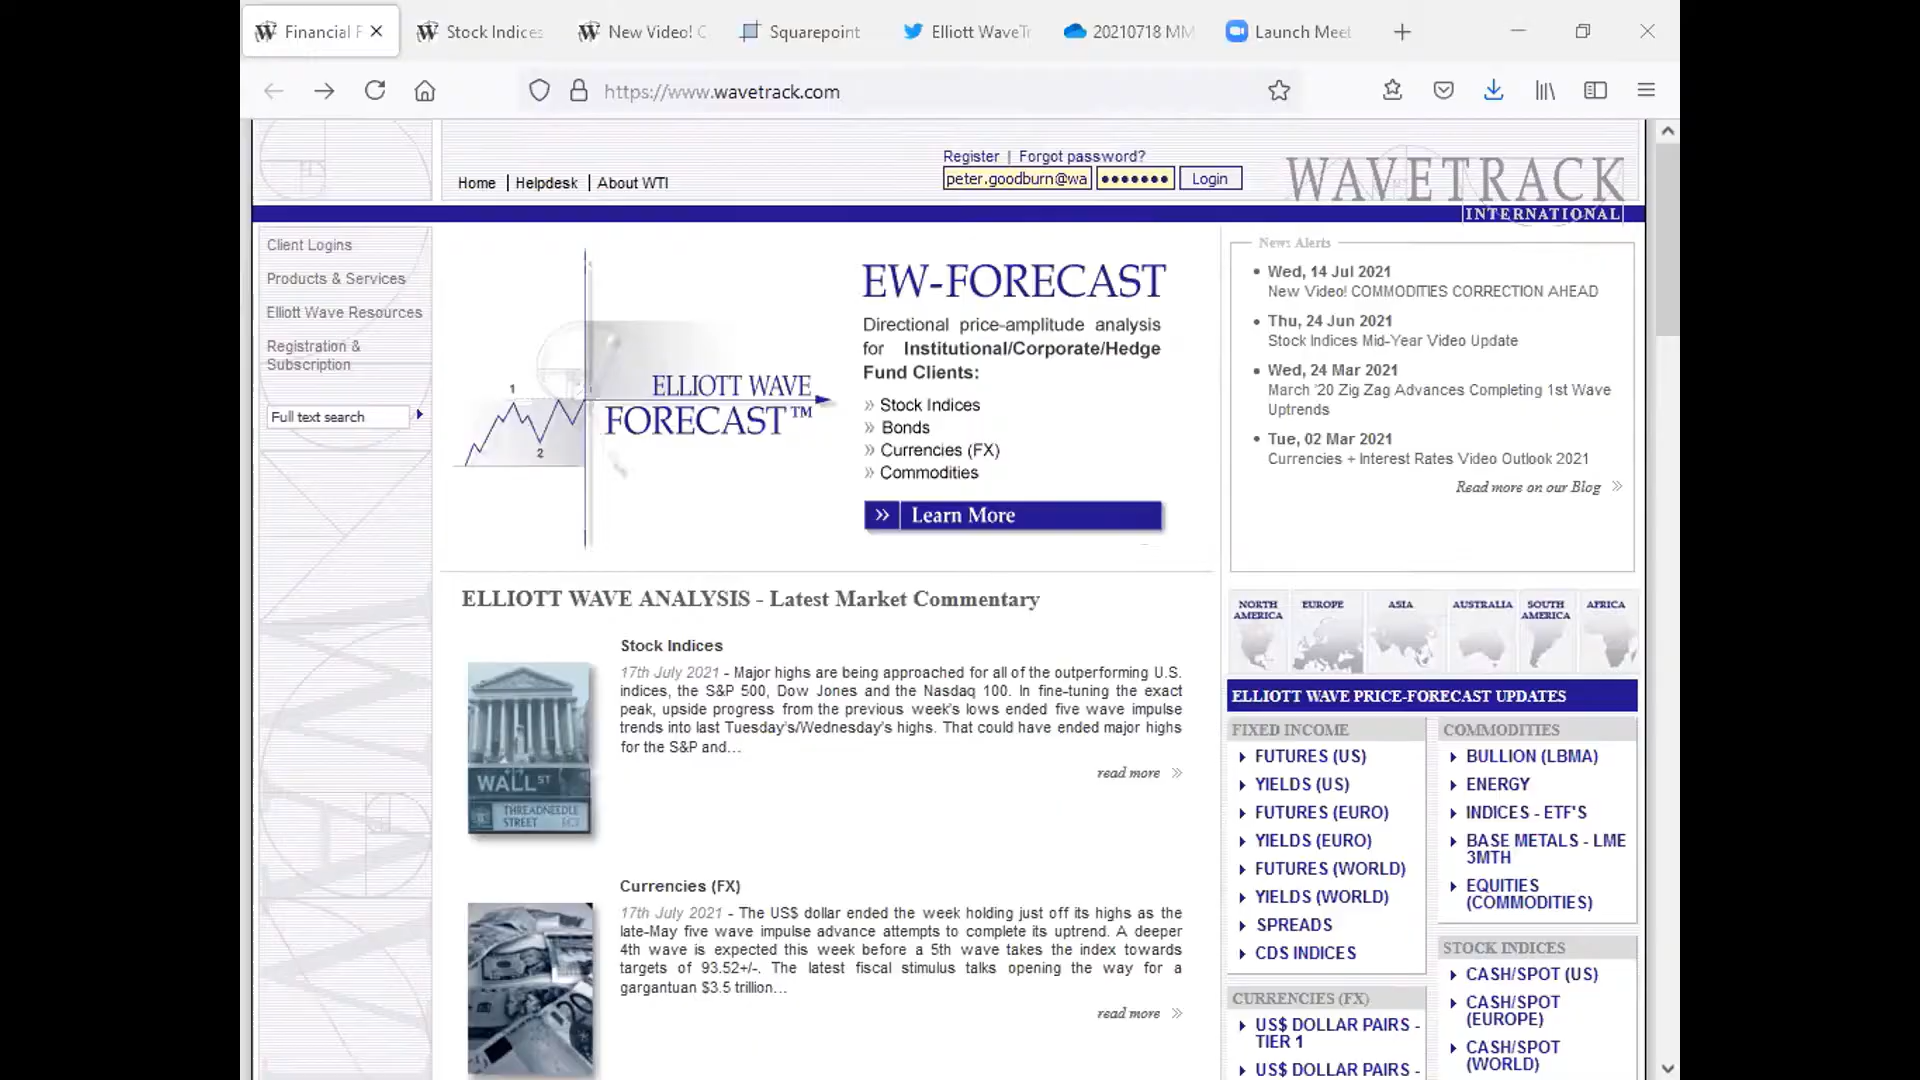 Financial F
Stock Indices
New Video! C
Squarepoint
Elliott WaveTr
20210718 MM
Launch Meet
https://www.wavetrack.com
Register | Forgot password?
peter.goodburn@wa
Login
Home | Helpdesk | About WTI
WAVETRACK
INTERNATIONAL
Client Logins
Products & Services
Elliott Wave Resources
Registration &
Subscription
Full text search
1
2
ELLIOTT WAVE
FORECAST™
EW-FORECAST
Directional price-amplitude analysis
for Institutional/Corporate/Hedge
Fund Clients:
» Stock Indices
» Bonds
» Currencies (FX)
» Commodities
» Learn More
News Alerts
• Wed, 14 Jul 2021
New Video! COMMODITIES CORRECTION AHEAD
• Thu, 24 Jun 2021
Stock Indices Mid-Year Video Update
• Wed, 24 Mar 2021
March '20 Zig Zag Advances Completing 1st Wave
Uptrends
• Tue, 02 Mar 2021
Currencies + Interest Rates Video Outlook 2021
Read more on our Blog »
ELLIOTT WAVE ANALYSIS - Latest Market Commentary
Stock Indices
17th July 2021 - Major highs are being approached for all of the outperforming U.S.
indices, the S&P 500, Dow Jones and the Nasdaq 100. In fine-tuning the exact
peak, upside progress from the previous week's lows ended five wave impulse
trends into last Tuesday's/Wednesday's highs. That could have ended major highs
for the S&P and...
read more »
WALL ST
THREADNEEDLE
STREET EC2
Currencies (FX)
17th July 2021 - The US$ dollar ended the week holding just off its highs as the
late-May five wave impulse advance attempts to complete its uptrend. A deeper
4th wave is expected this week before a 5th wave takes the index towards
targets of 93.52+/-. The latest fiscal stimulus talks opening the way for a
gargantuan $3.5 trillion...
read more »
NORTH
AMERICA
EUROPE
ASIA
AUSTRALIA
SOUTH
AMERICA
AFRICA
ELLIOTT WAVE PRICE-FORECAST UPDATES
FIXED INCOME
FUTURES (US)
YIELDS (US)
FUTURES (EURO)
YIELDS (EURO)
FUTURES (WORLD)
YIELDS (WORLD)
SPREADS
CDS INDICES
CURRENCIES (FX)
US$ DOLLAR PAIRS -
TIER 1
US$ DOLLAR PAIRS -
COMMODITIES
BULLION (LBMA)
ENERGY
INDICES - ETF'S
BASE METALS - LME
3MTH
EQUITIES
(COMMODITIES)
STOCK INDICES
CASH/SPOT (US)
CASH/SPOT
(EUROPE)
CASH/SPOT
(WORLD)